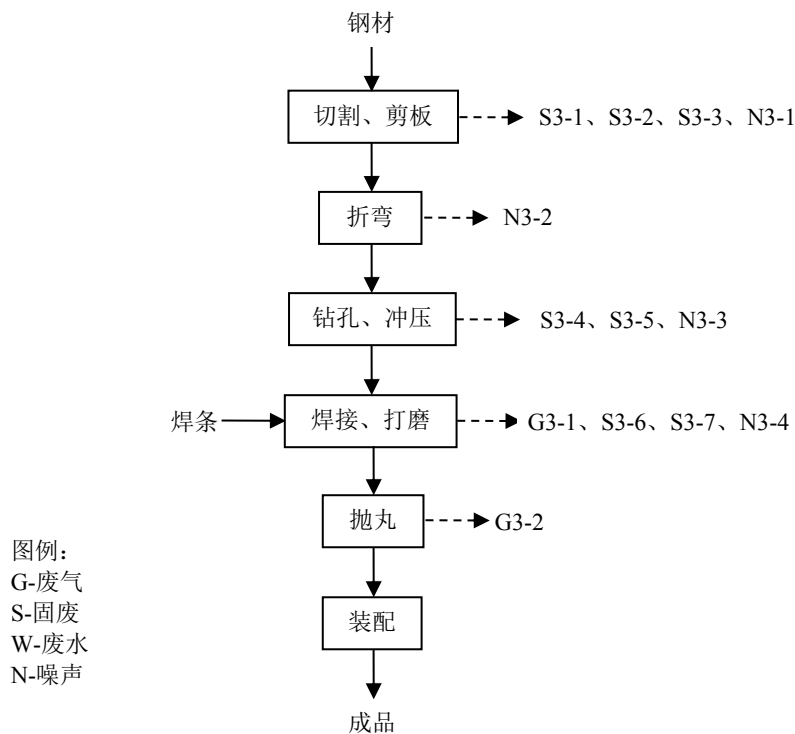 钢材
切割、剪板
S3-1、S3-2、S3-3、N3-1
折弯
N3-2
钻孔、冲压
S3-4、S3-5、N3-3
焊条
焊接、打磨
G3-1、S3-6、S3-7、N3-4
抛丸
G3-2
图例：
G-废气
S-固废
W-废水
N-噪声
装配
成品